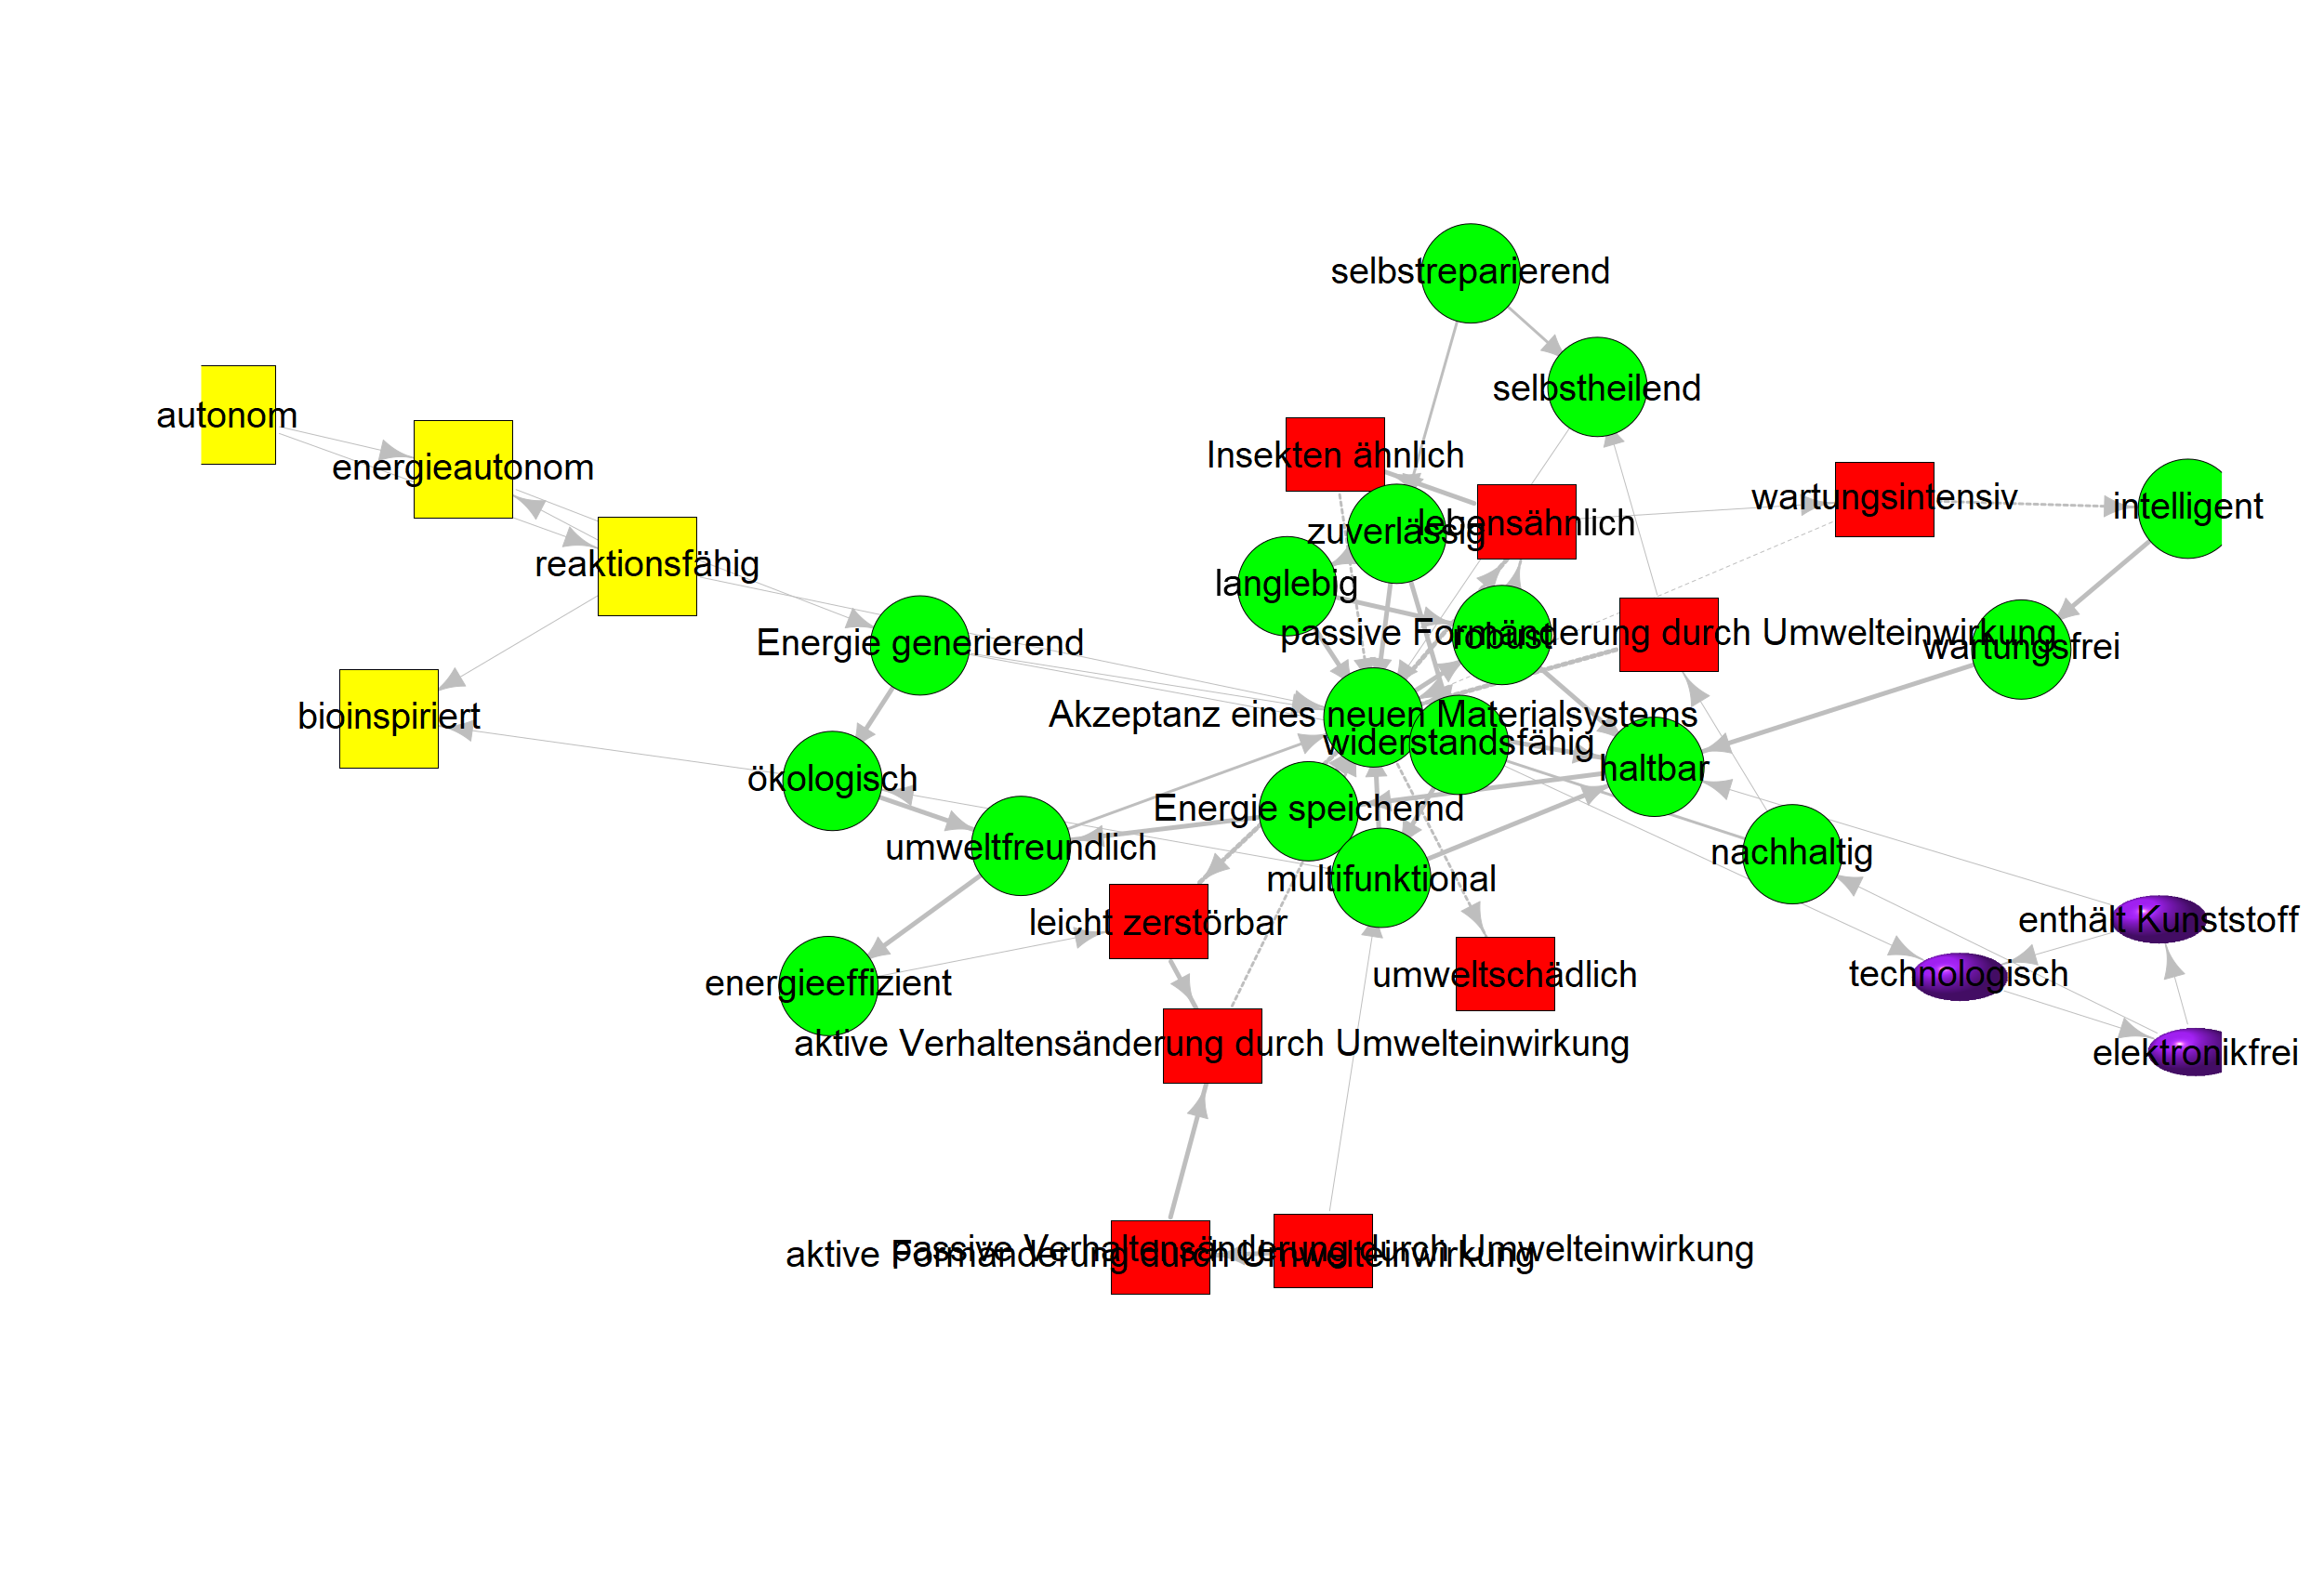 selbstreparierend
selbstheilend
autonom
energieautonom
Insekten ähnlich
wartungsintensiv
intelligent
zuverlässig
lebensähnlich
reaktionsfähig
langlebig
Energie generierend
passive Formänderung durch Umwelteinwirkung
robust
wartungsfrei
bioinspiriert
Akzeptanz eines neuen Materialsystems
widerstandsfähig
ökologisch
haltbar
Energie speichernd
umweltfreundlich
nachhaltig
multifunktional
leicht zerstörbar
enthält Kunststoff
umweltschädlich
technologisch
energieeffizient
aktive Verhaltensänderung durch Umwelteinwirkung
elektronikfrei
passive Verhaltensänderung durch Umwelteinwirkung
aktive Formänderung durch Umwelteinwirkung